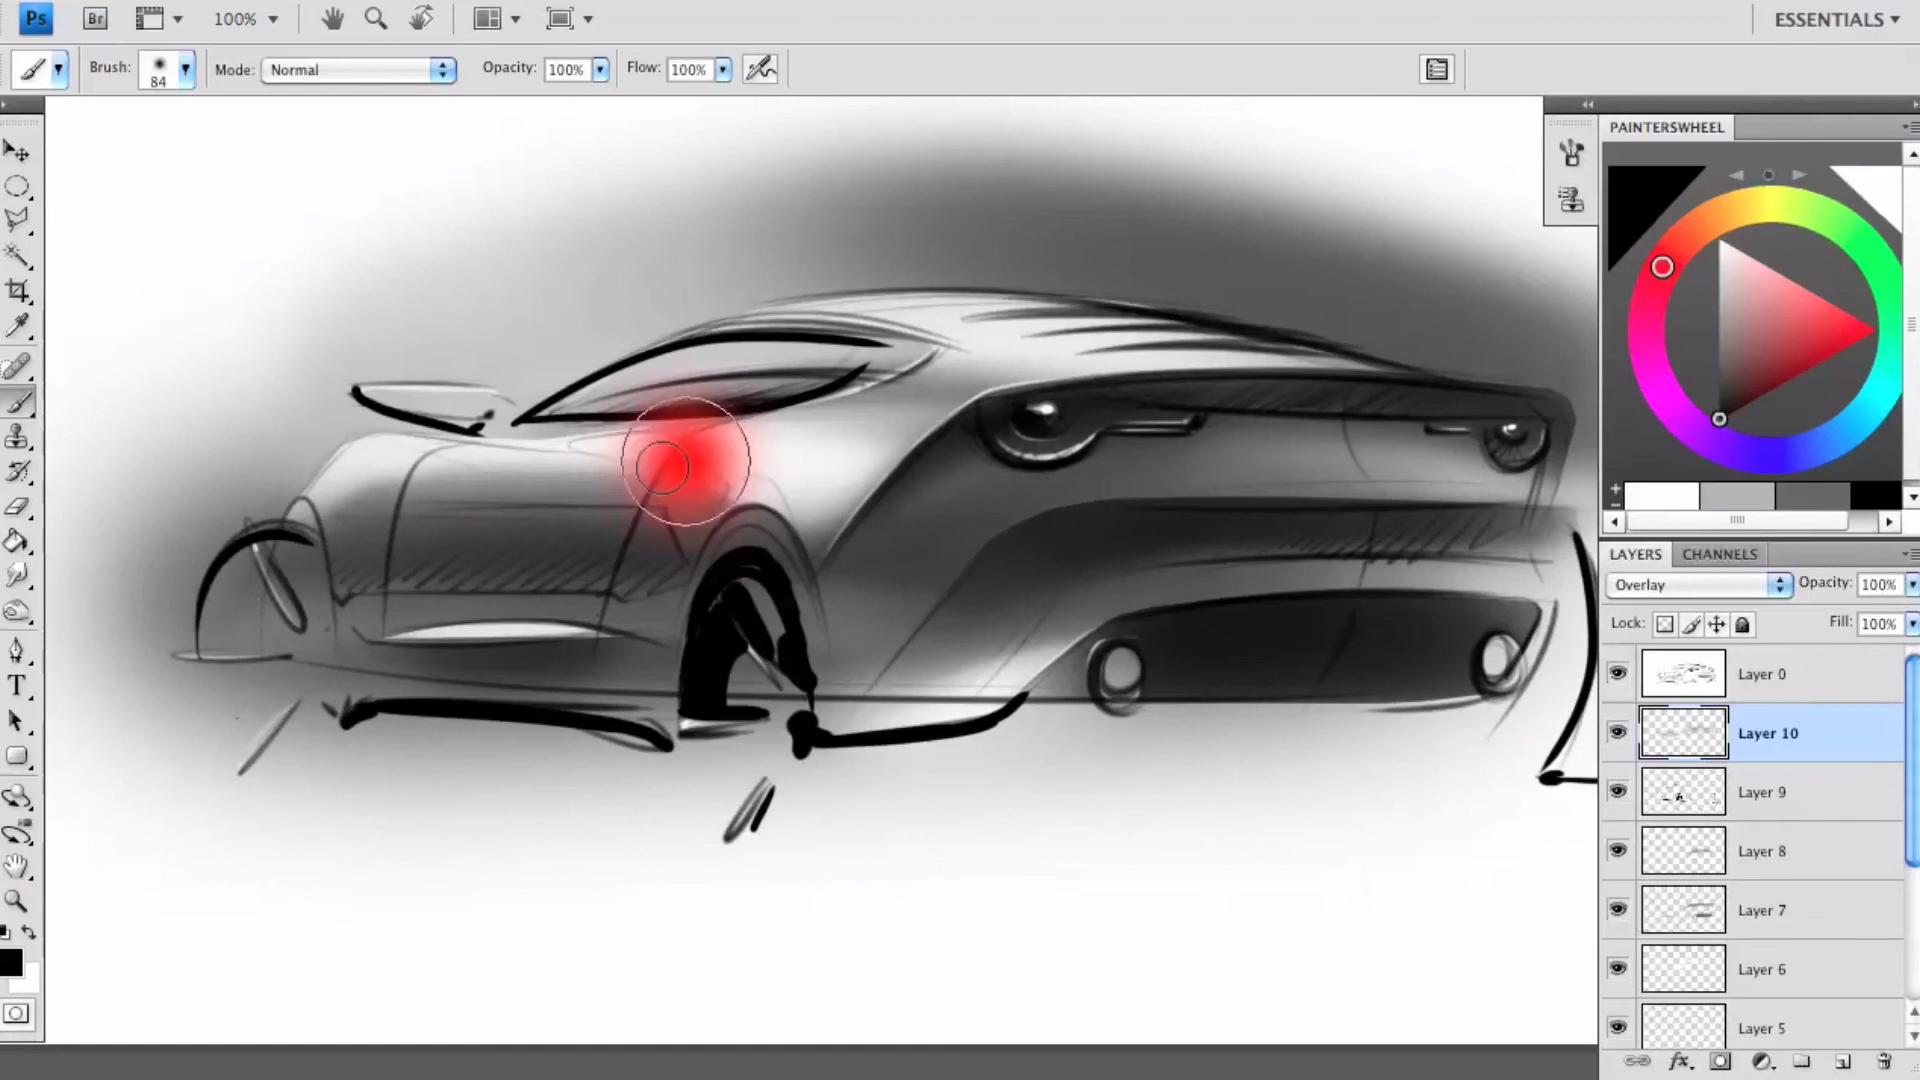 Ps Br 100% ESSENTIALS
Brush: 84 Mode: Normal Opacity: 100% Flow: 100%
PAINTERSWHEEL
+
−
LAYERS CHANNELS
Overlay Opacity: 100%
Lock: Fill: 100%
Layer 0
Layer 10
Layer 9
Layer 8
Layer 7
Layer 6
Layer 5
T
fx